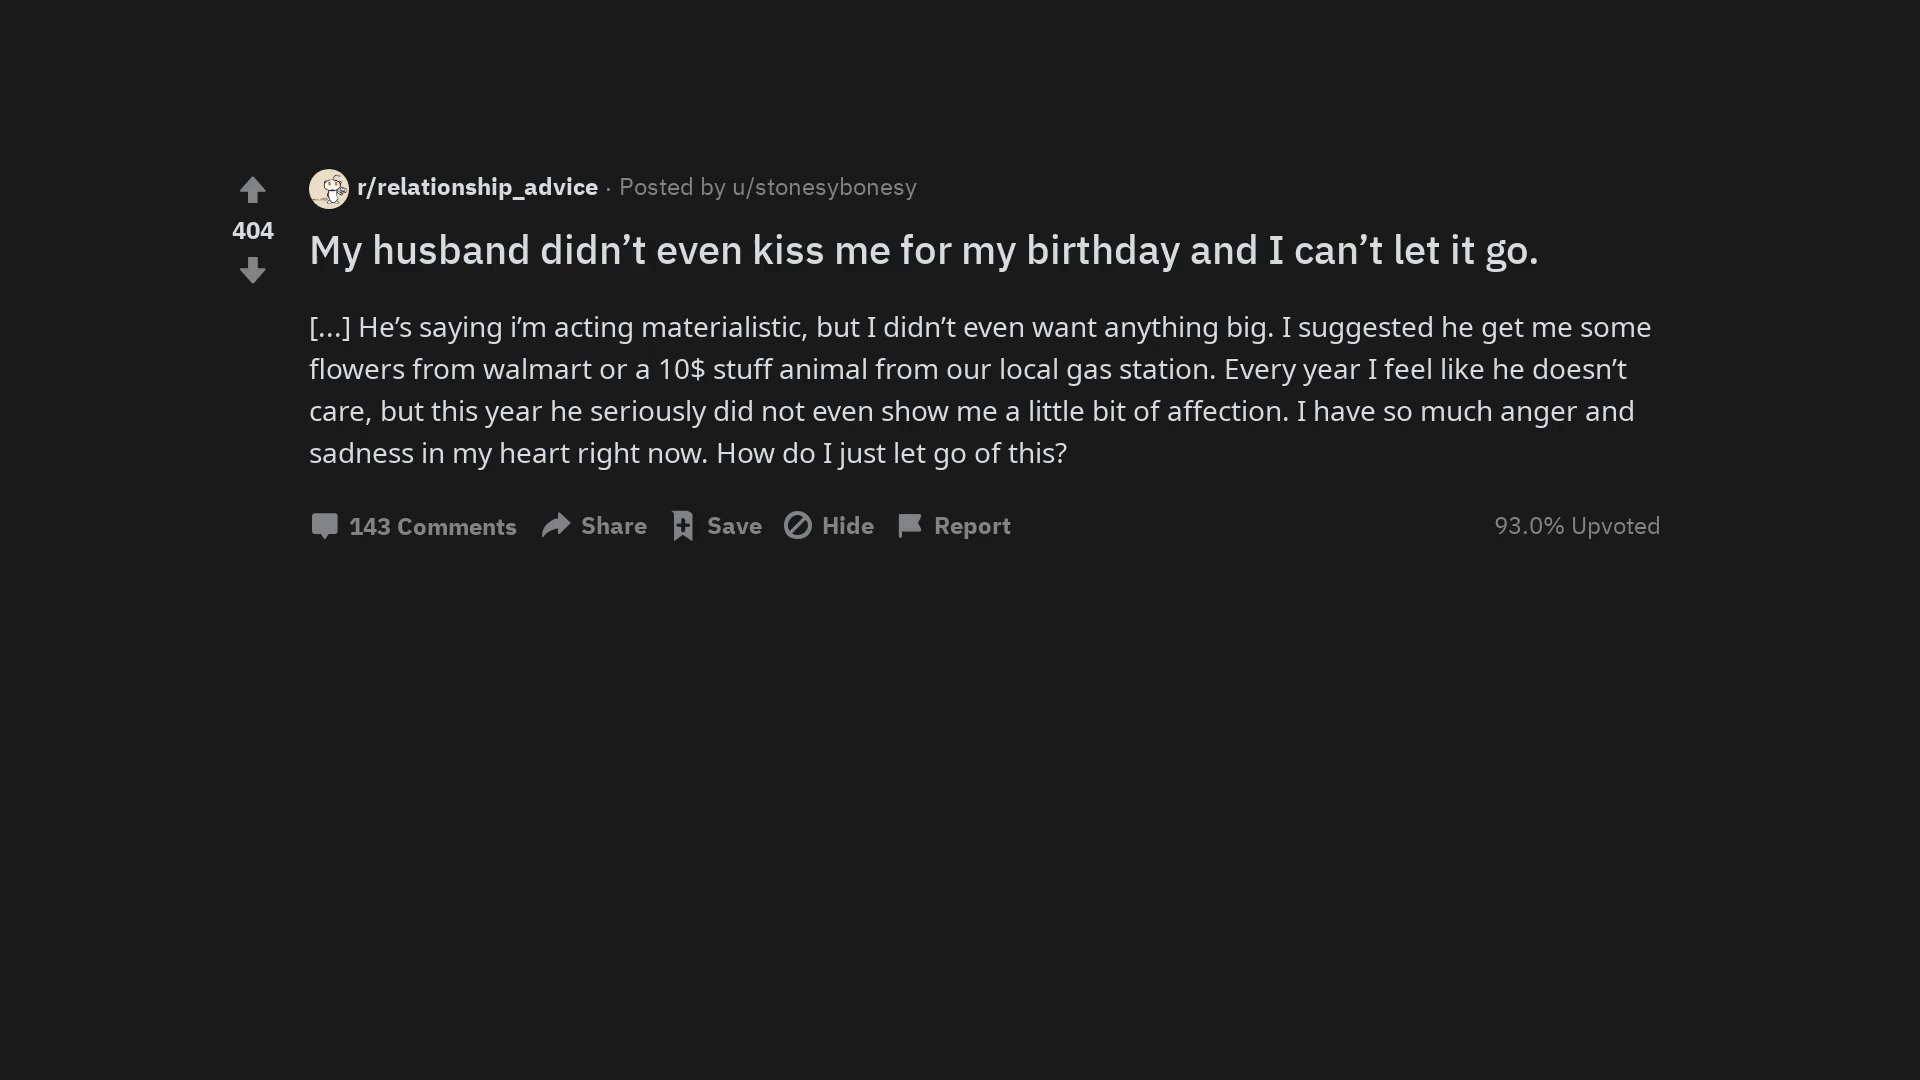 r/relationship_advice · Posted by u/stonesybonesy
404
My husband didn’t even kiss me for my birthday and I can’t let it go.
[...] He’s saying i’m acting materialistic, but I didn’t even want anything big. I suggested he get me some
flowers from walmart or a 10$ stuff animal from our local gas station. Every year I feel like he doesn’t
care, but this year he seriously did not even show me a little bit of affection. I have so much anger and
sadness in my heart right now. How do I just let go of this?
143 Comments Share Save Hide Report 93.0% Upvoted